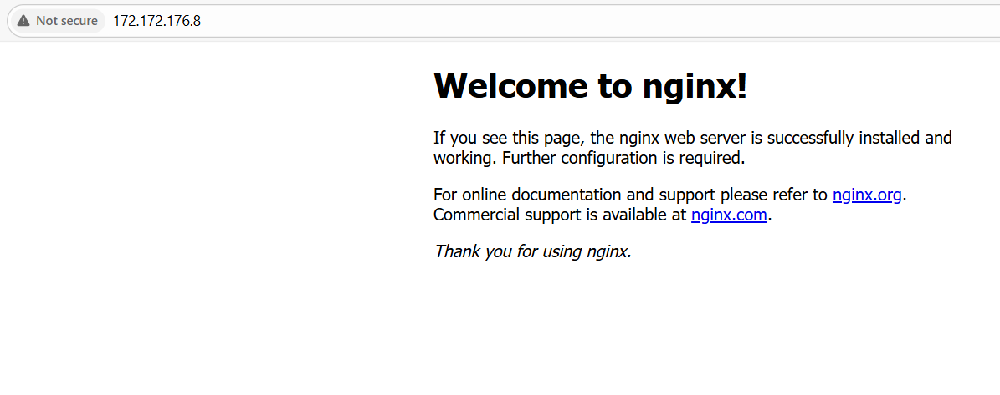 Not secure 172.172.176.8
Welcome to nginx!
If you see this page, the nginx web server is successfully installed and
working. Further configuration is required.
For online documentation and support please refer to nginx.org.
Commercial support is available at nginx.com.
Thank you for using nginx.